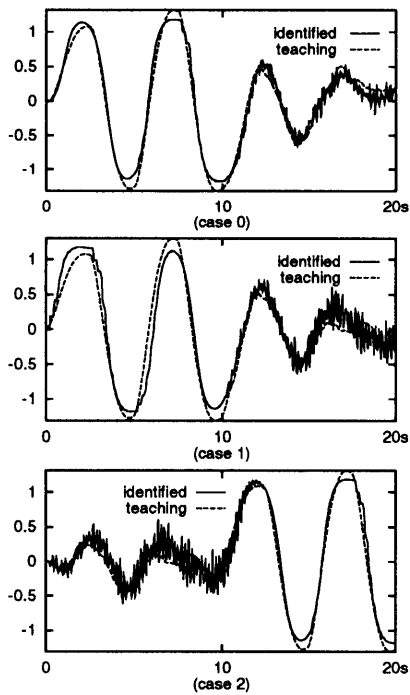 identified
teaching
1
0.5
0
-0.5
-1
0
10
20s
(case 0)
identified
teaching
1
0.5
0
-0.5
-1
0
10
20s
(case 1)
identified
teaching
1
0.5
0
-0.5
-1
0
10
20s
(case 2)